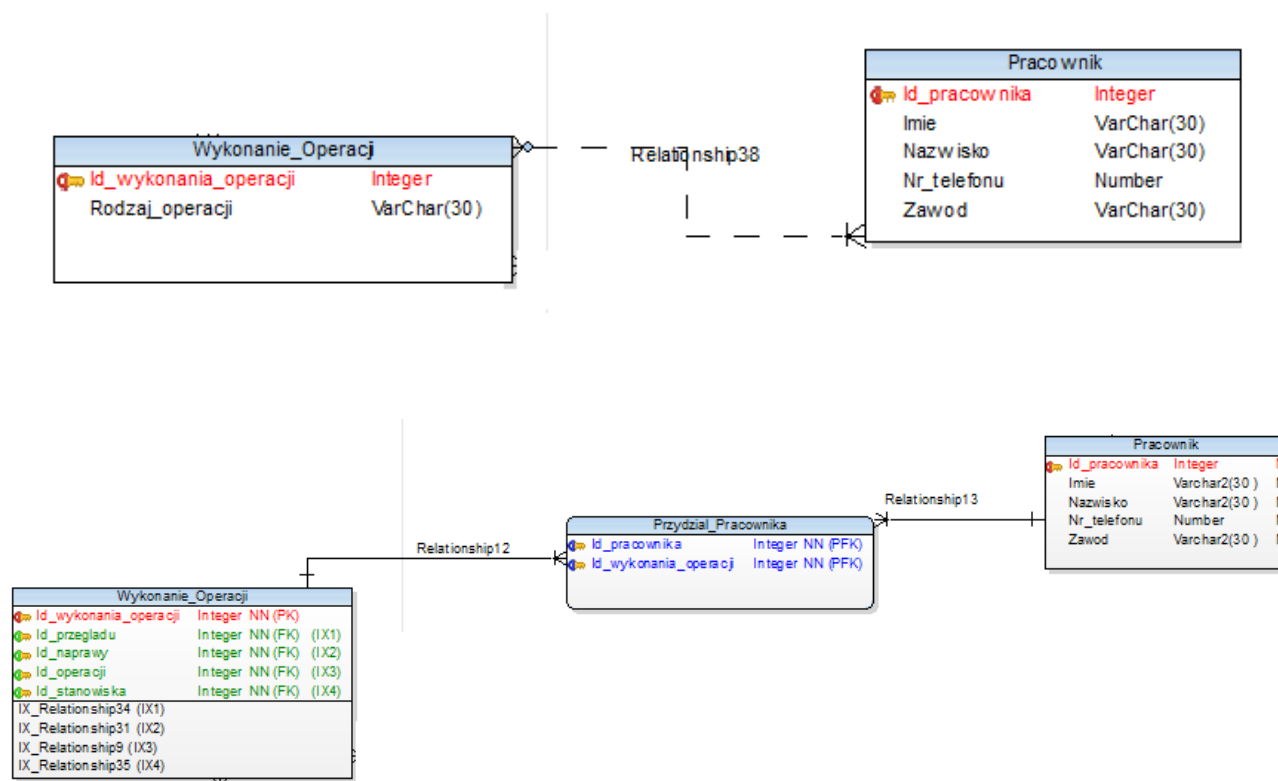 Pracownik
Id_pracownika Integer
Imie VarChar(30)
Nazwisko VarChar(30)
Nr_telefonu Number
Zawod VarChar(30)
Wykonanie_Operacji
Id_wykonania_operacji Integer
Rodzaj_operacji VarChar(30)
Relationship38
Pracownik
Id_pracownika Integer
Imie Varchar2(30 )
Nazwisko Varchar2(30 )
Nr_telefonu Number
Zawod Varchar2(30 )
Relationship13
Przydzial_Pracownika
Id_pracownika Integer NN (PFK)
Id_wykonania_operacji Integer NN (PFK)
Relationship12
Wykonanie_Operacji
Id_wykonania_operacji Integer NN (PK)
Id_przegladu Integer NN (FK) (IX1)
Id_naprawy Integer NN (FK) (IX2)
Id_operacji Integer NN (FK) (IX3)
Id_stanowiska Integer NN (FK) (IX4)
IX_Relationship34 (IX1)
IX_Relationship31 (IX2)
IX_Relationship9 (IX3)
IX_Relationship35 (IX4)